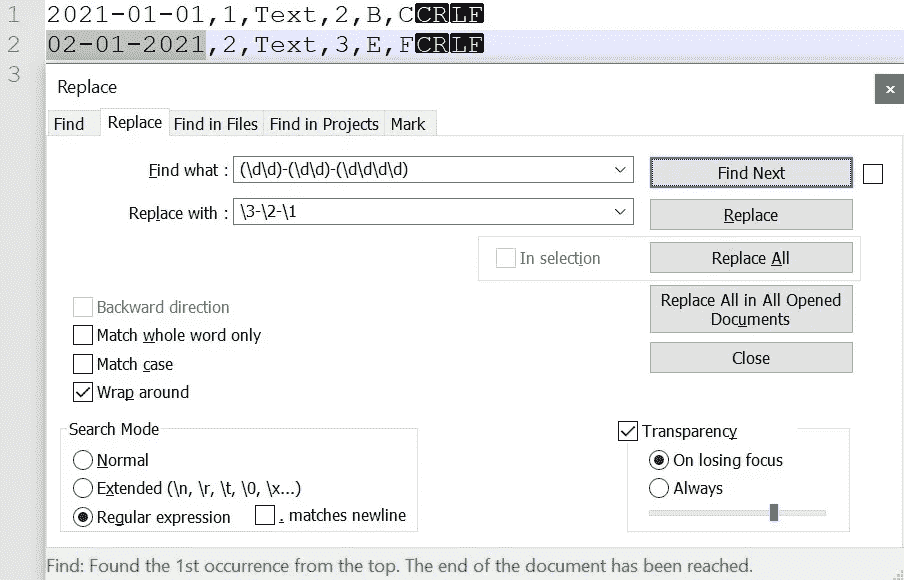 1 2021-01-01,1,Text,2,B,CCRLF
2 02-01-2021,2,Text,3,E,FCRLF
3
Replace ×
Find Replace Find in Files Find in Projects Mark
Find what : (\d\d)-(\d\d)-(\d\d\d\d) Find Next
Replace with : \3-\2-\1 Replace
In selection Replace All
Replace All in All Opened
Documents
Close
Backward direction
Match whole word only
Match case
Wrap around
Search Mode
Normal
Extended (\n, \r, \t, \0, \x...)
Regular expression . matches newline
Transparency
On losing focus
Always
Find: Found the 1st occurrence from the top. The end of the document has been reached.